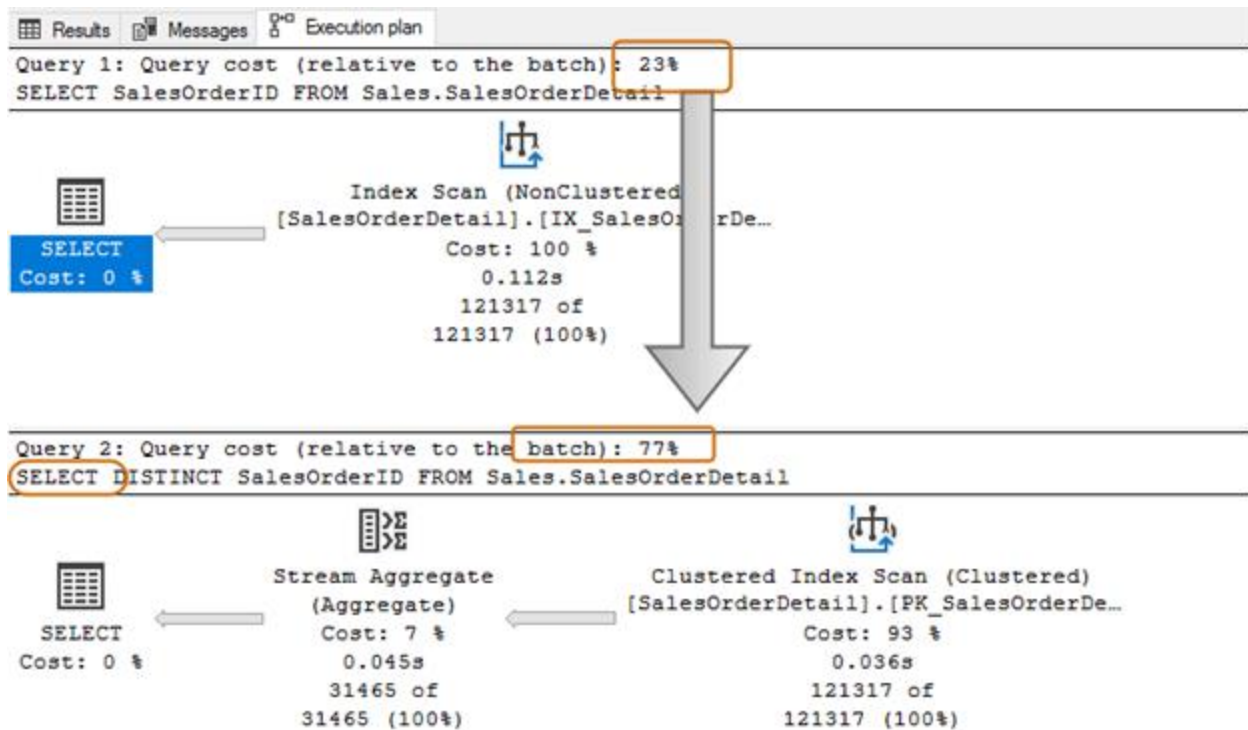 Results Messages Execution plan
Query 1: Query cost (relative to the batch): 23%
SELECT SalesOrderID FROM Sales.SalesOrderDetail
Index Scan (NonClustered
[SalesOrderDetail].[IX_SalesOrderDe…
SELECT
Cost: 0 %
Cost: 100 %
0.112s
121317 of
121317 (100%)
Query 2: Query cost (relative to the batch): 77%
SELECT DISTINCT SalesOrderID FROM Sales.SalesOrderDetail
SELECT
Cost: 0 %
Stream Aggregate
(Aggregate)
Cost: 7 %
0.045s
31465 of
31465 (100%)
Clustered Index Scan (Clustered)
[SalesOrderDetail].[PK_SalesOrderDe…
Cost: 93 %
0.036s
121317 of
121317 (100%)